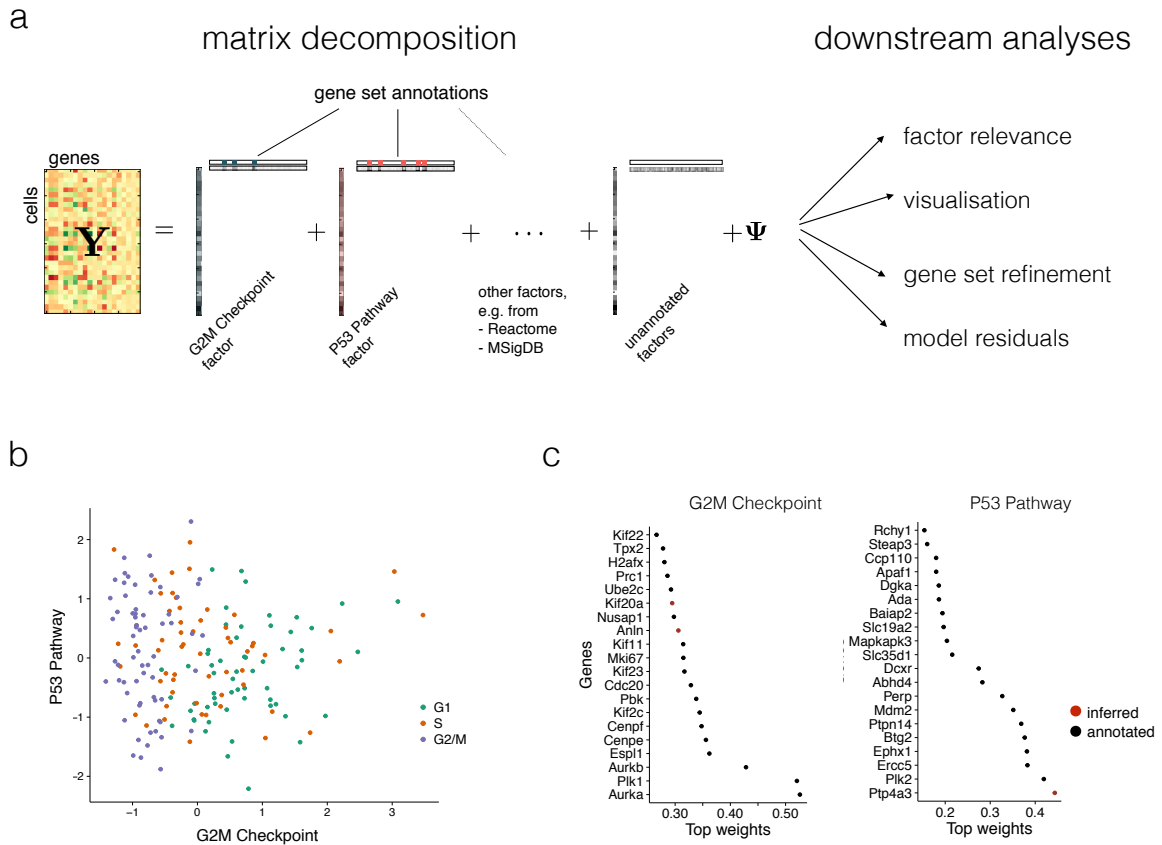 a
matrix decomposition
downstream analyses
gene set annotations
genes
cells
Y
=
+
+
...
+
+Ψ
G2M Checkpoint
factor
P53 Pathway
factor
other factors,
e.g. from
- Reactome
- MSigDB
unannotated
factors
factor relevance
visualisation
gene set refinement
model residuals
b
P53 Pathway
2
1
0
−1
−2
−1
0
1
2
3
G2M Checkpoint
G1
S
G2/M
c
G2M Checkpoint
Genes
Kif22
Tpx2
H2afx
Prc1
Ube2c
Kif20a
Nusap1
Anln
Kif11
Mki67
Kif23
Cdc20
Pbk
Kif2c
Cenpf
Cenpe
Espl1
Aurkb
Plk1
Aurka
0.30
0.40
0.50
Top weights
P53 Pathway
Rchy1
Steap3
Ccp110
Apaf1
Dgka
Ada
Baiap2
Slc19a2
Mapkapk3
Slc35d1
Dcxr
Abhd4
Perp
Mdm2
Ptpn14
Btg2
Ephx1
Ercc5
Plk2
Ptp4a3
0.2
0.3
0.4
Top weights
inferred
annotated